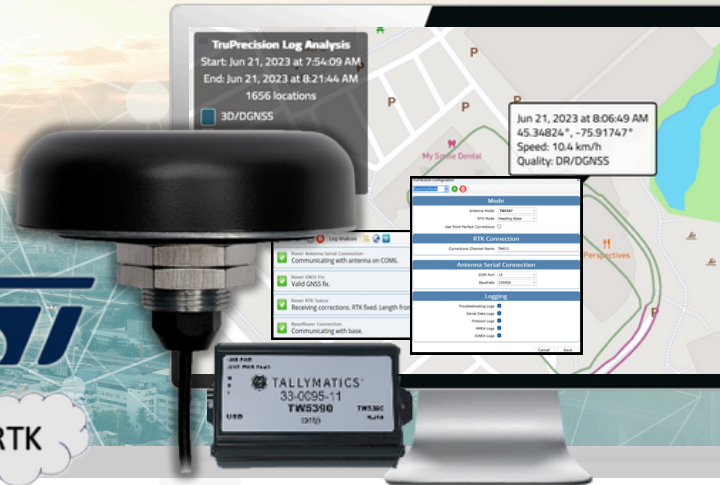 TruPrecision Log Analysis
Start: Jun 21, 2023 at 7:54:09 AM
End: Jun 21, 2023 at 8:21:44 AM
1656 locations
3D/DGNSS
P
P
P
P
P
My Smile Dental
Jun 21, 2023 at 8:06:49 AM
45.34824°, -75.91747°
Speed: 10.4 km/h
Quality: DR/DGNSS
Perspectives
Mode
Antenna Model TW5387
RTK Mode Heading Base
Use Point Perfect Corrections
RTK Connection
Corrections Channel Name
Antenna Serial Connection
COM Port
Baudrate 230400
Logging
Troubleshooting Logs
Serial Data Logs
Protocol Logs
NMEA Logs
RINEX Logs
Cancel Save
Log Analysis
Rover Antenna Serial Connection
Communicating with antenna on COM6.
Rover GNSS Fix
Valid GNSS fix.
Rover RTK Status
Receiving corrections. RTK fixed. Length from
Base/Rover Connection
Communicating with base.
TALLYMATICS
33-0095-11
TW5390
(only)
USB
TW5390
ST
RTK